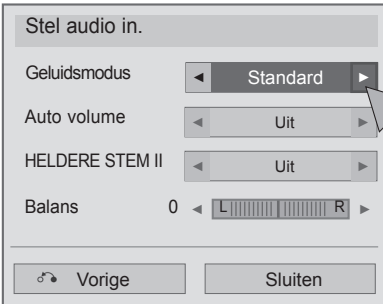 Stel audio in.
Geluidsmodus ◄ Standard ►
Auto volume ◄ Uit ►
HELDERE STEM II ◄ Uit ►
Balans 0 ◄ L R ►
Vorige Sluiten